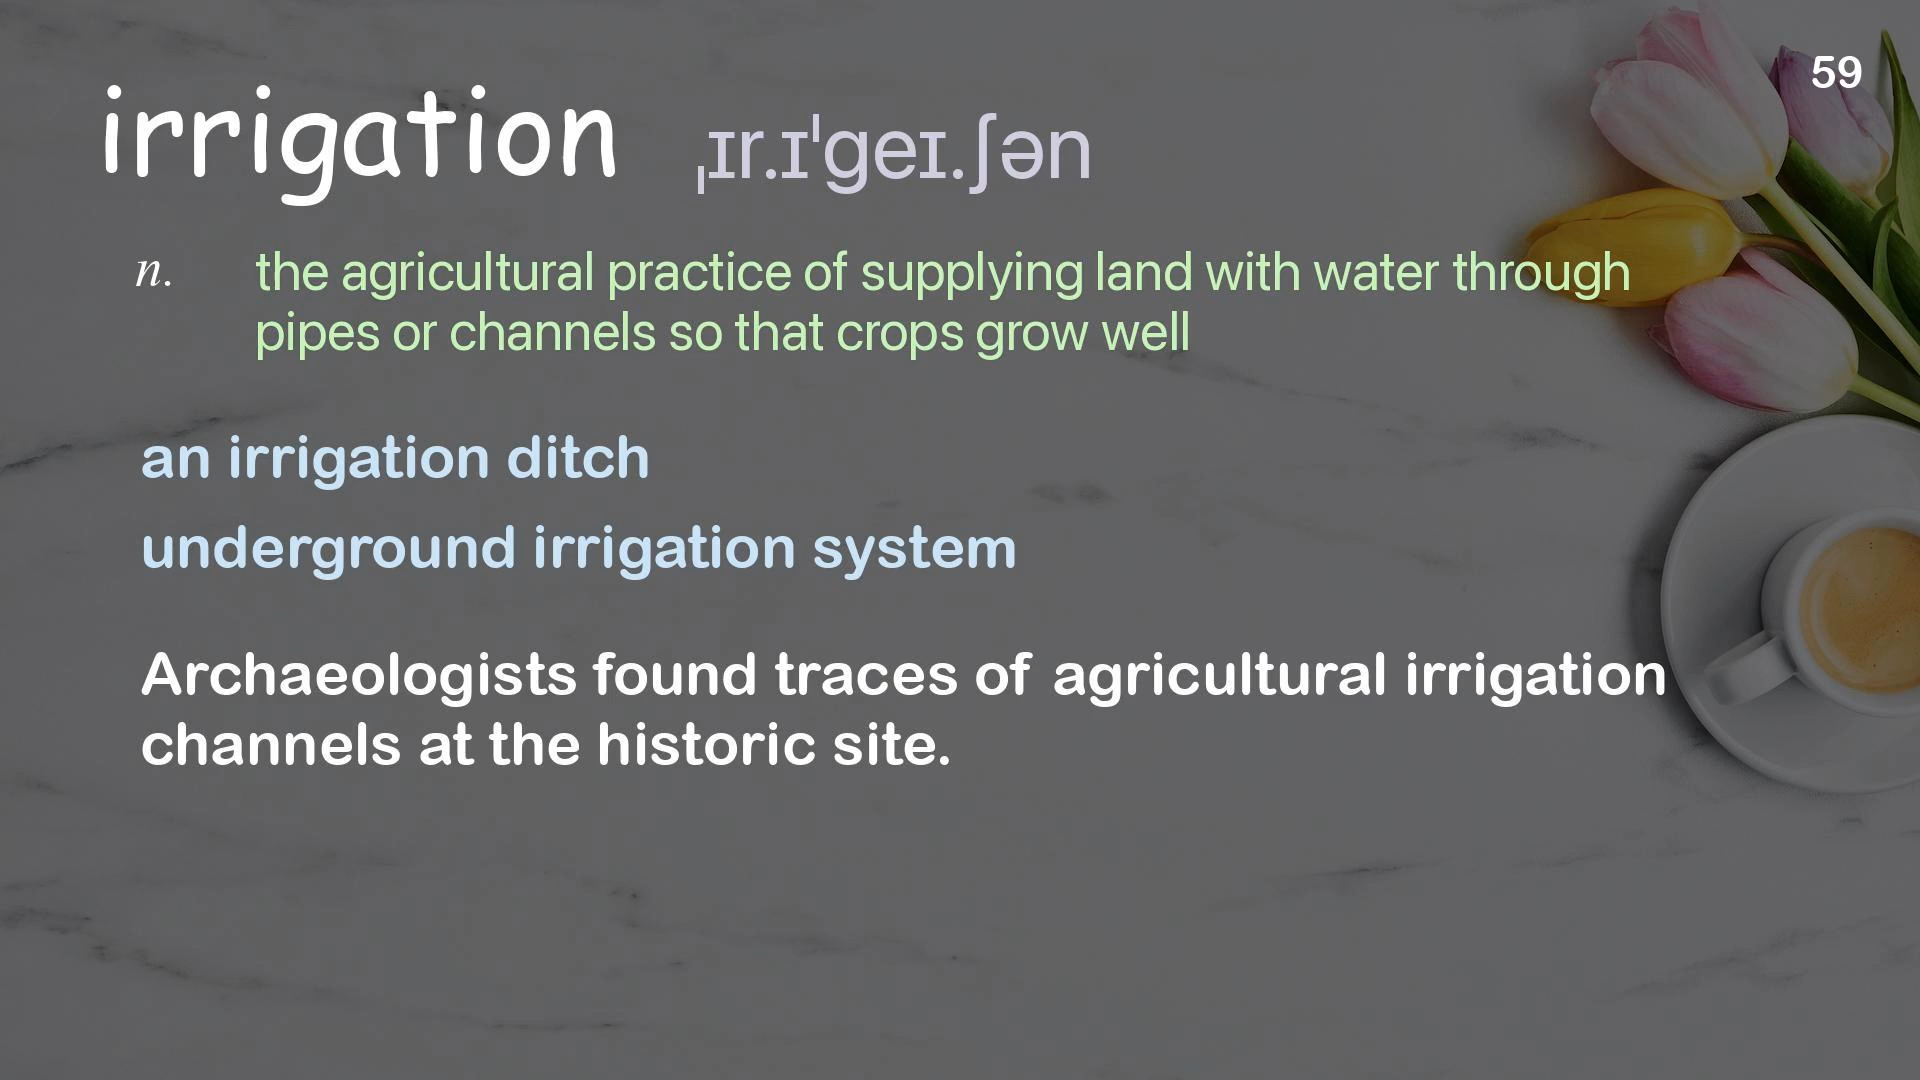 59
irrigation ˌɪr.ɪˈɡeɪ.ʃən
n. the agricultural practice of supplying land with water through
pipes or channels so that crops grow well
an irrigation ditch
underground irrigation system
Archaeologists found traces of agricultural irrigation
channels at the historic site.